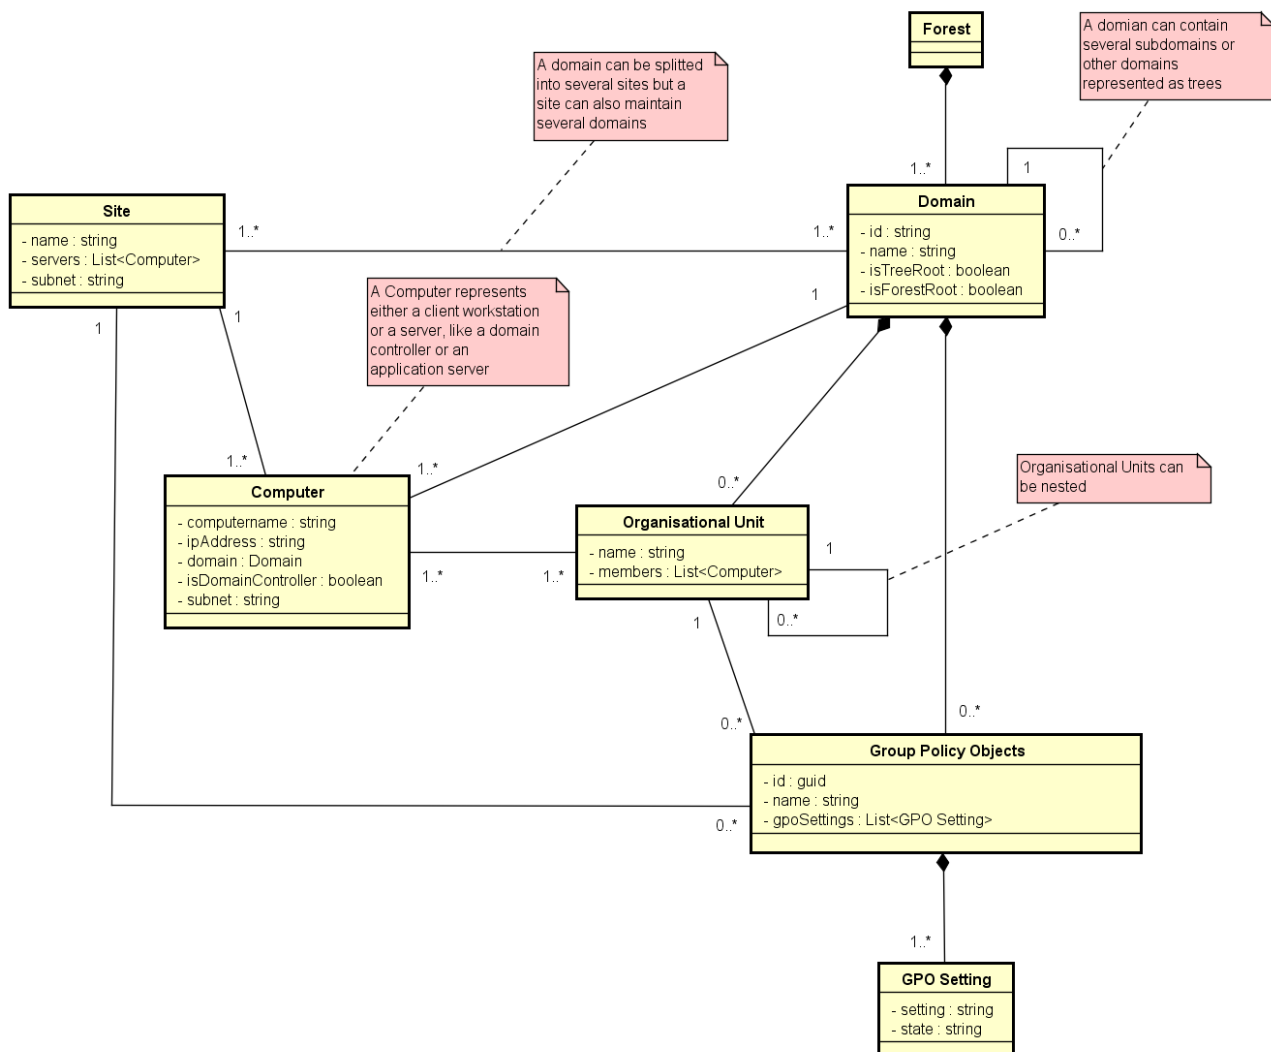 Forest
A domian can contain
several subdomains or
other domains
represented as trees
A domain can be splitted
into several sites but a
site can also maintain
several domains
1..*
1
0..*
Domain
- id : string
- name : string
- isTreeRoot : boolean
- isForestRoot : boolean
Site
- name : string
- servers : List<Computer>
- subnet : string
1..*
1..*
A Computer represents
either a client workstation
or a server, like a domain
controller or an
application server
1
1
1
1..*
1..*
0..*
Organisational Units can
be nested
Computer
- computername : string
- ipAddress : string
- domain : Domain
- isDomainController : boolean
- subnet : string
Organisational Unit
- name : string
- members : List<Computer>
1..*
1..*
1
0..*
1
0..*
0..*
0..*
Group Policy Objects
- id : guid
- name : string
- gpoSettings : List<GPO Setting>
1..*
GPO Setting
- setting : string
- state : string